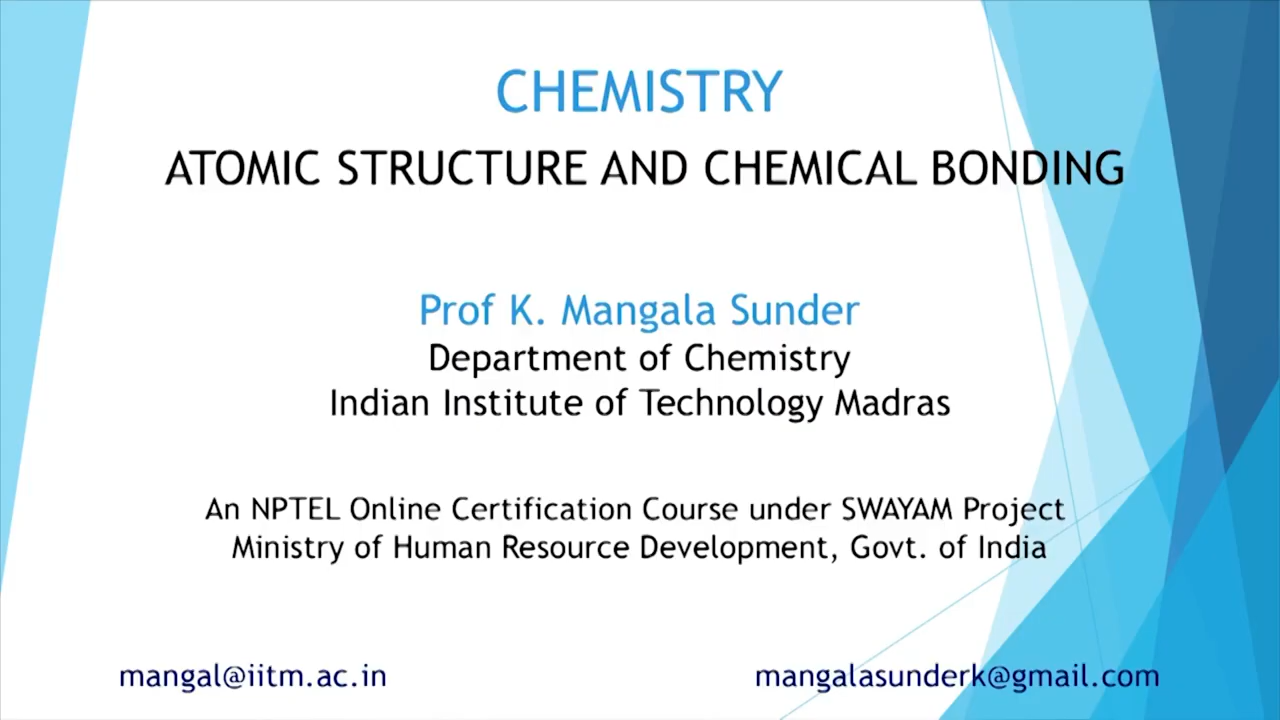 CHEMISTRY
ATOMIC STRUCTURE AND CHEMICAL BONDING
Prof K. Mangala Sunder
Department of Chemistry
Indian Institute of Technology Madras
An NPTEL Online Certification Course under SWAYAM Project
Ministry of Human Resource Development, Govt. of India
mangal@iitm.ac.in
mangalasunderk@gmail.com